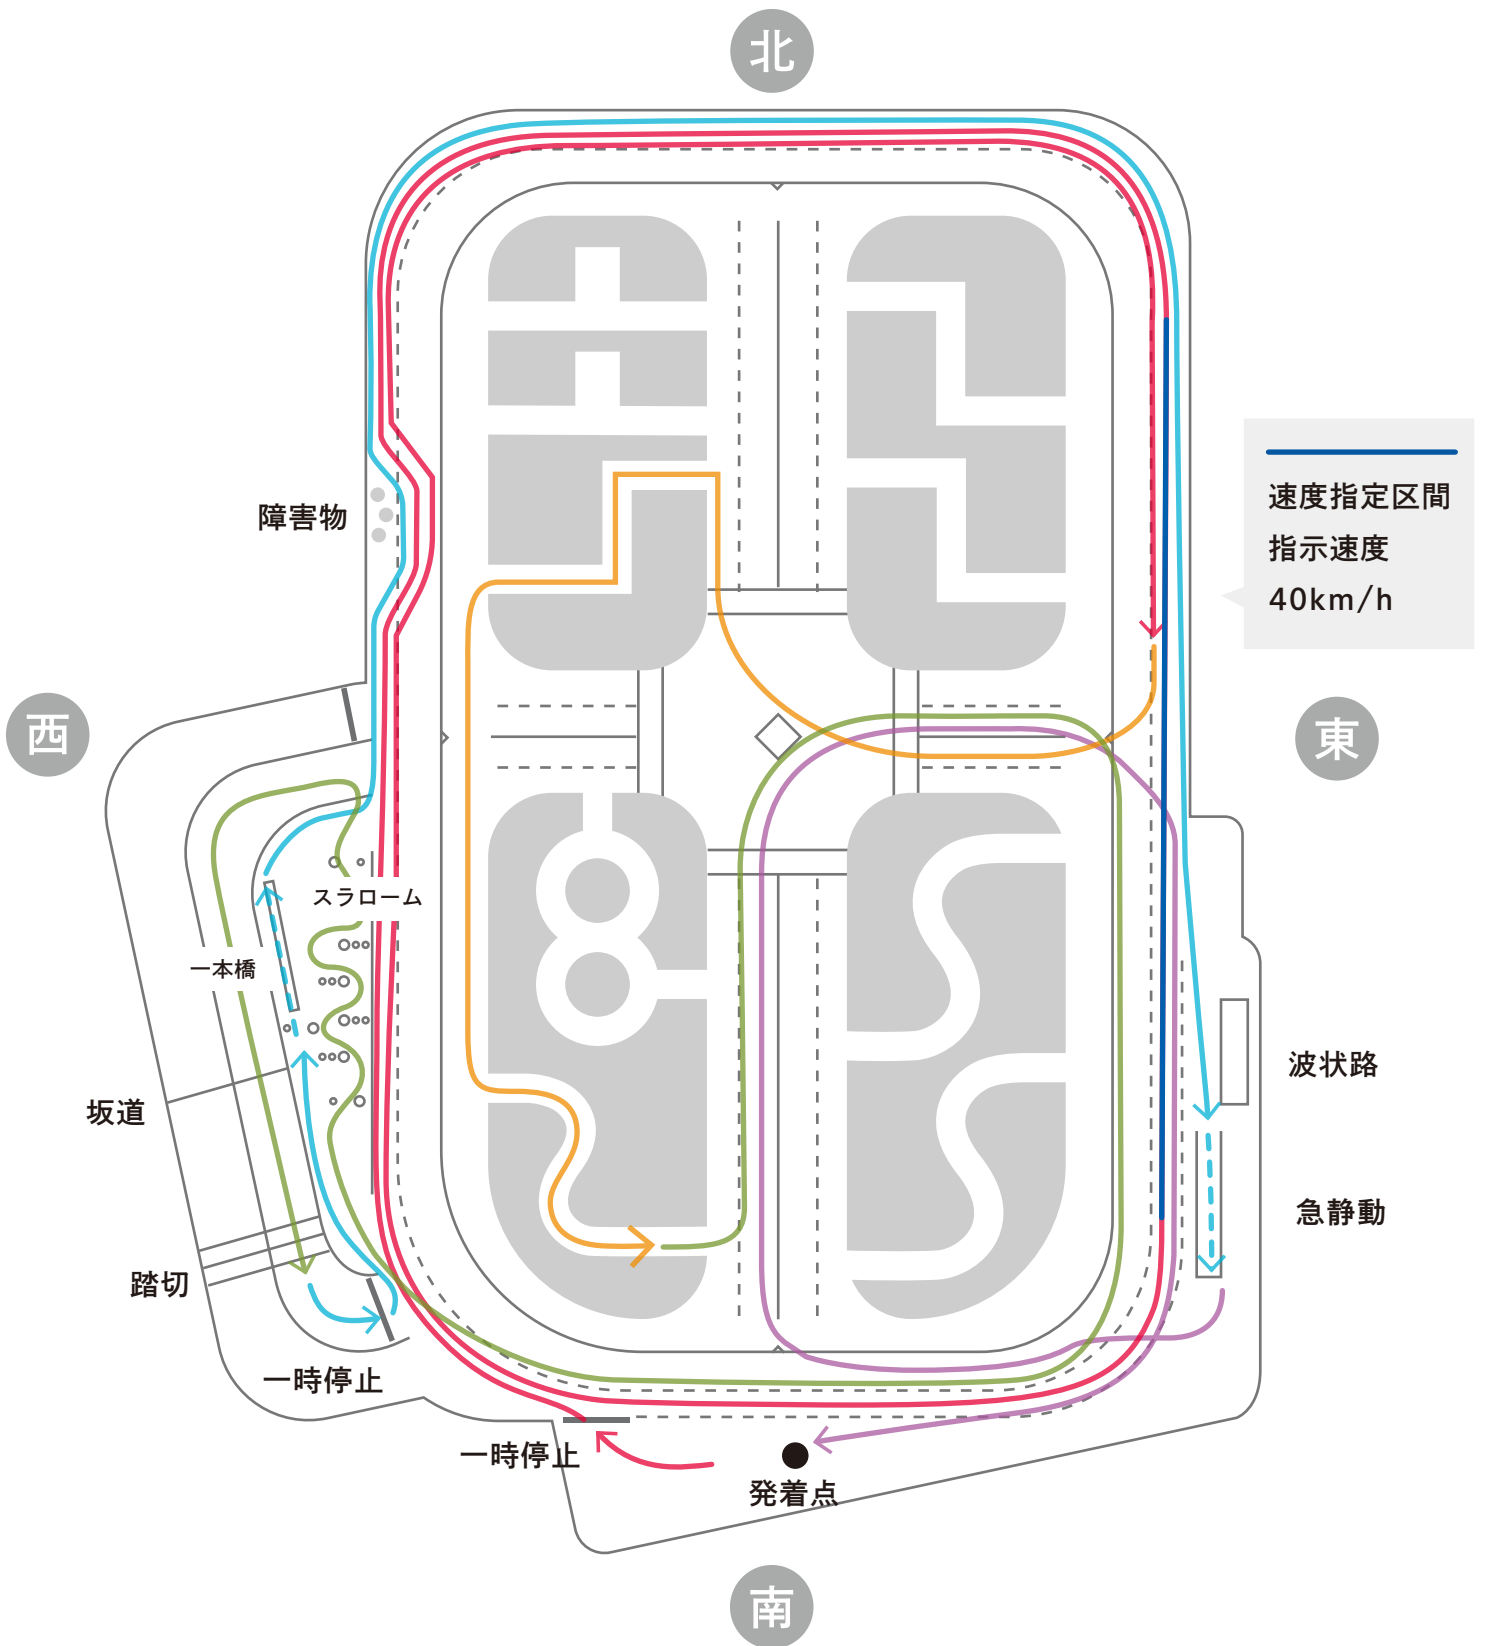 北
速度指定区間
指示速度
40km/h
障害物
西
東
スラローム
一本橋
波状路
坂道
急静動
踏切
一時停止
一時停止
発着点
南